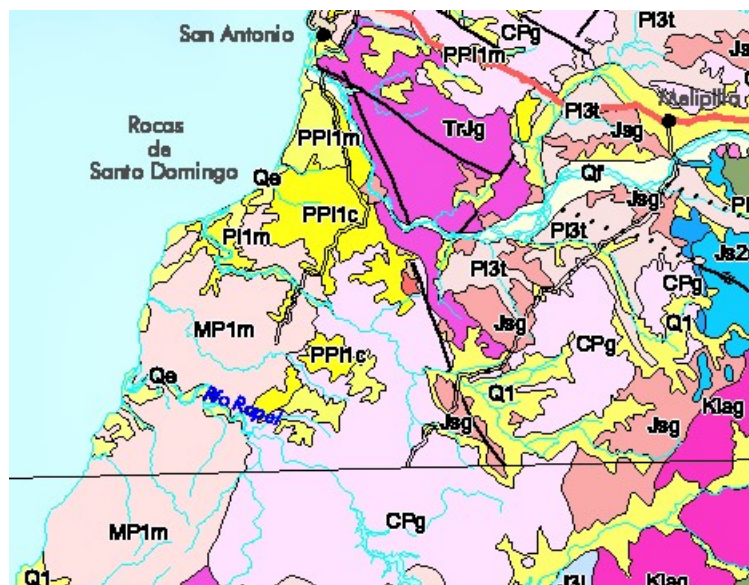 San Antonio
CPg
Pl3t
Js
PPl1m
Melipilla
TrJg
Pl3t
Jsg
Rocas
de
Santo Domingo
PPl1m
Qe
Qf
PPl1c
Jsg
Pl
Pl1m
Pl3t
Pl3t
Js2
CPg
Jsg
MP1m
Q1
PPl1c
CPg
Qe
Q1
Río Rapel
Klag
Jsg
Jsg
MP1m
CPg
Q1
Klag